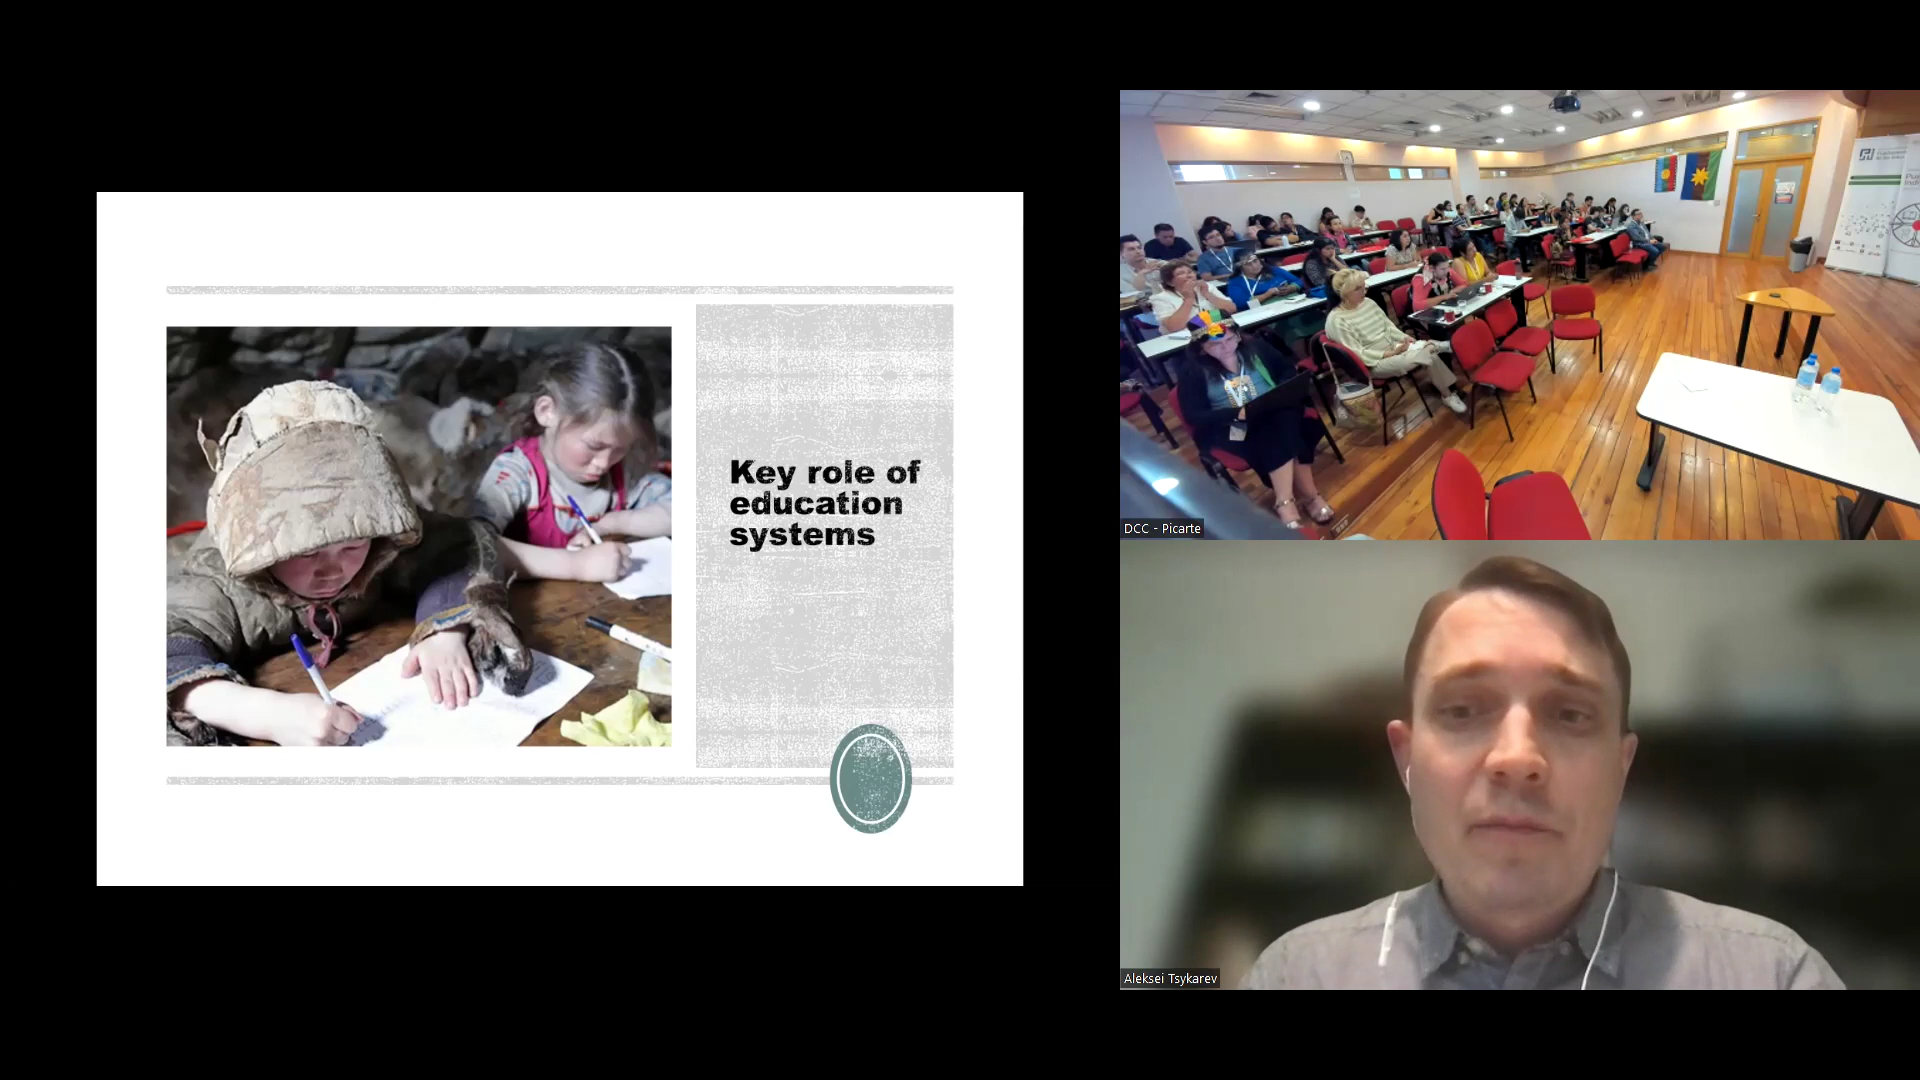 Key role of
education
systems
DCC - Picarte
Aleksei Tsykarev